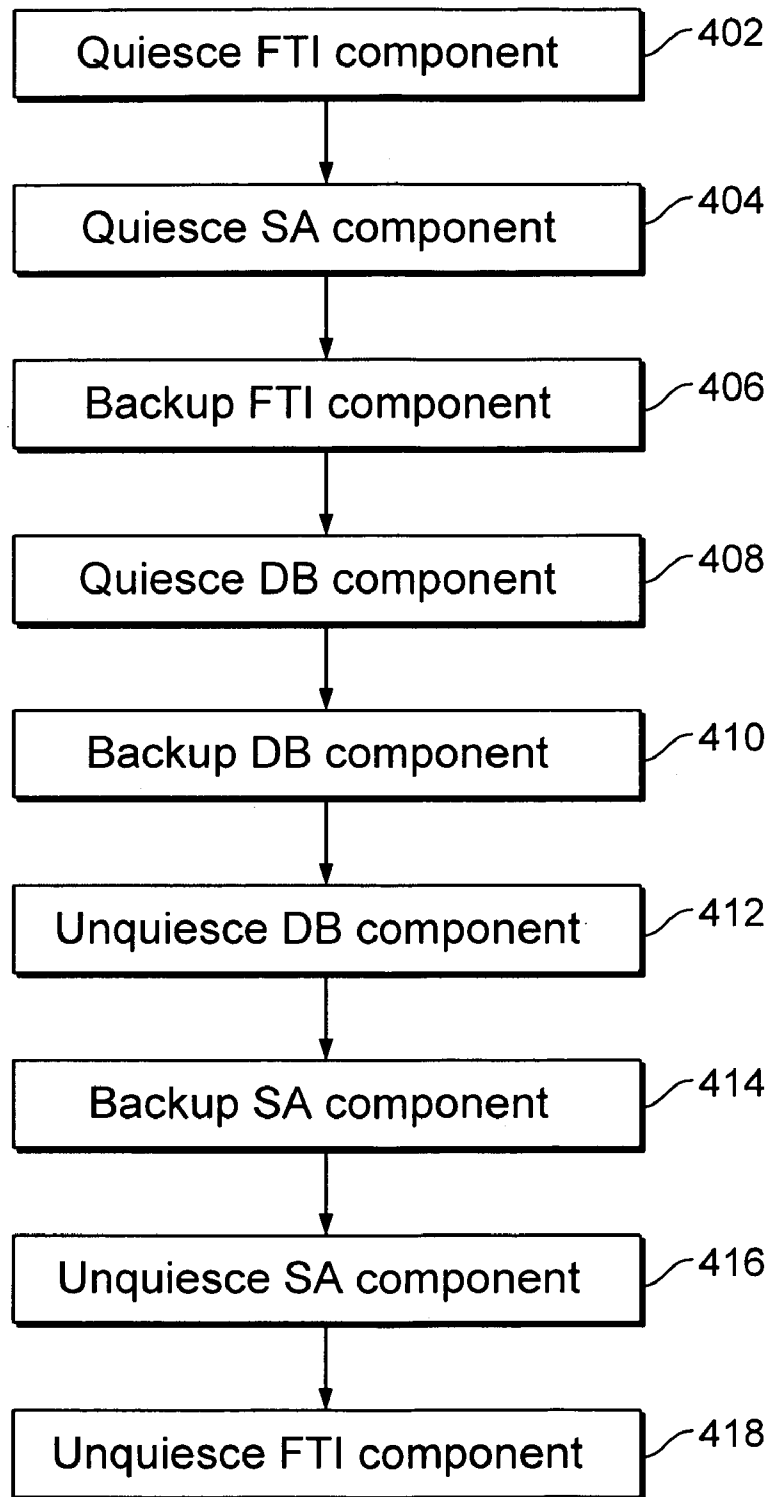 Quiesce FTI component 402
Quiesce SA component 404
Backup FTI component 406
Quiesce DB component 408
Backup DB component 410
Unquiesce DB component 412
Backup SA component 414
Unquiesce SA component 416
Unquiesce FTI component 418